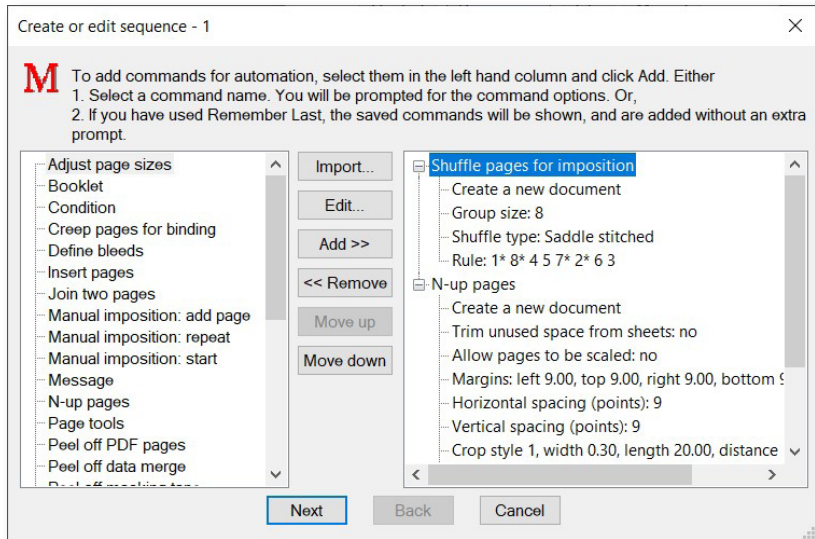 Create or edit sequence - 1
M
To add commands for automation, select them in the left hand column and click Add. Either
1. Select a command name. You will be prompted for the command options. Or,
2. If you have used Remember Last, the saved commands will be shown, and are added without an extra
prompt.
Adjust page sizes
Booklet
Condition
Creep pages for binding
Define bleeds
Insert pages
Join two pages
Manual imposition: add page
Manual imposition: repeat
Manual imposition: start
Message
N-up pages
Page tools
Peel off PDF pages
Peel off data merge
Peel off masking tape
Import...
Edit...
Add >>
<< Remove
Move up
Move down
Shuffle pages for imposition
Create a new document
Group size: 8
Shuffle type: Saddle stitched
Rule: 1* 8* 4 5 7* 2* 6 3
N-up pages
Create a new document
Trim unused space from sheets: no
Allow pages to be scaled: no
Margins: left 9.00, top 9.00, right 9.00, bottom 9
Horizontal spacing (points): 9
Vertical spacing (points): 9
Crop style 1, width 0.30, length 20.00, distance
Next
Back
Cancel